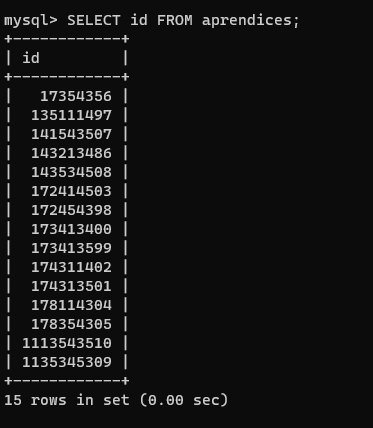 mysql> SELECT id FROM aprendices;
+------------+
| id         |
+------------+
|   17354356 |
|  135111497 |
|  141543507 |
|  143213486 |
|  143534508 |
|  172414503 |
|  172454398 |
|  173413400 |
|  173413599 |
|  174311402 |
|  174313501 |
|  178114304 |
|  178354305 |
| 1113543510 |
| 1135345309 |
+------------+
15 rows in set (0.00 sec)